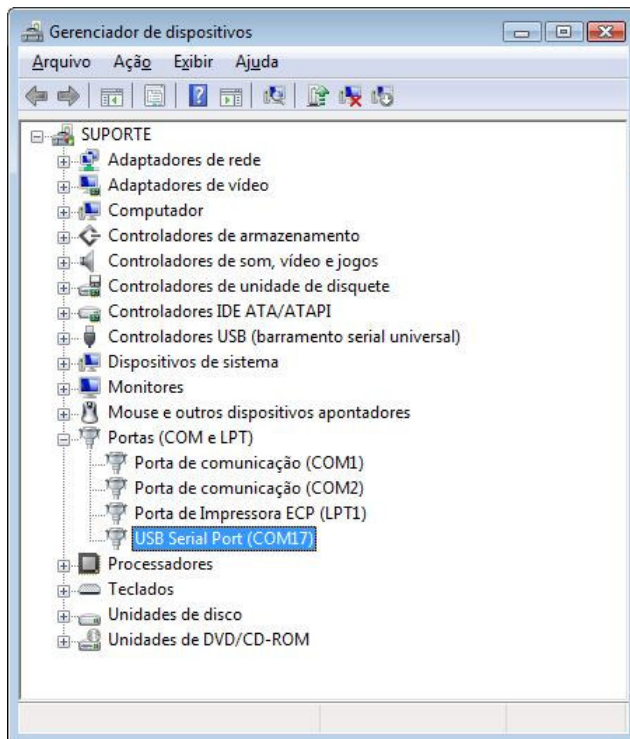 Gerenciador de dispositivos
Arquivo Ação Exibir Ajuda
SUPORTE
Adaptadores de rede
Adaptadores de vídeo
Computador
Controladores de armazenamento
Controladores de som, vídeo e jogos
Controladores de unidade de disquete
Controladores IDE ATA/ATAPI
Controladores USB (barramento serial universal)
Dispositivos de sistema
Monitores
Mouse e outros dispositivos apontadores
Portas (COM e LPT)
Porta de comunicação (COM1)
Porta de comunicação (COM2)
Porta de Impressora ECP (LPT1)
USB Serial Port (COM17)
Processadores
Teclados
Unidades de disco
Unidades de DVD/CD-ROM